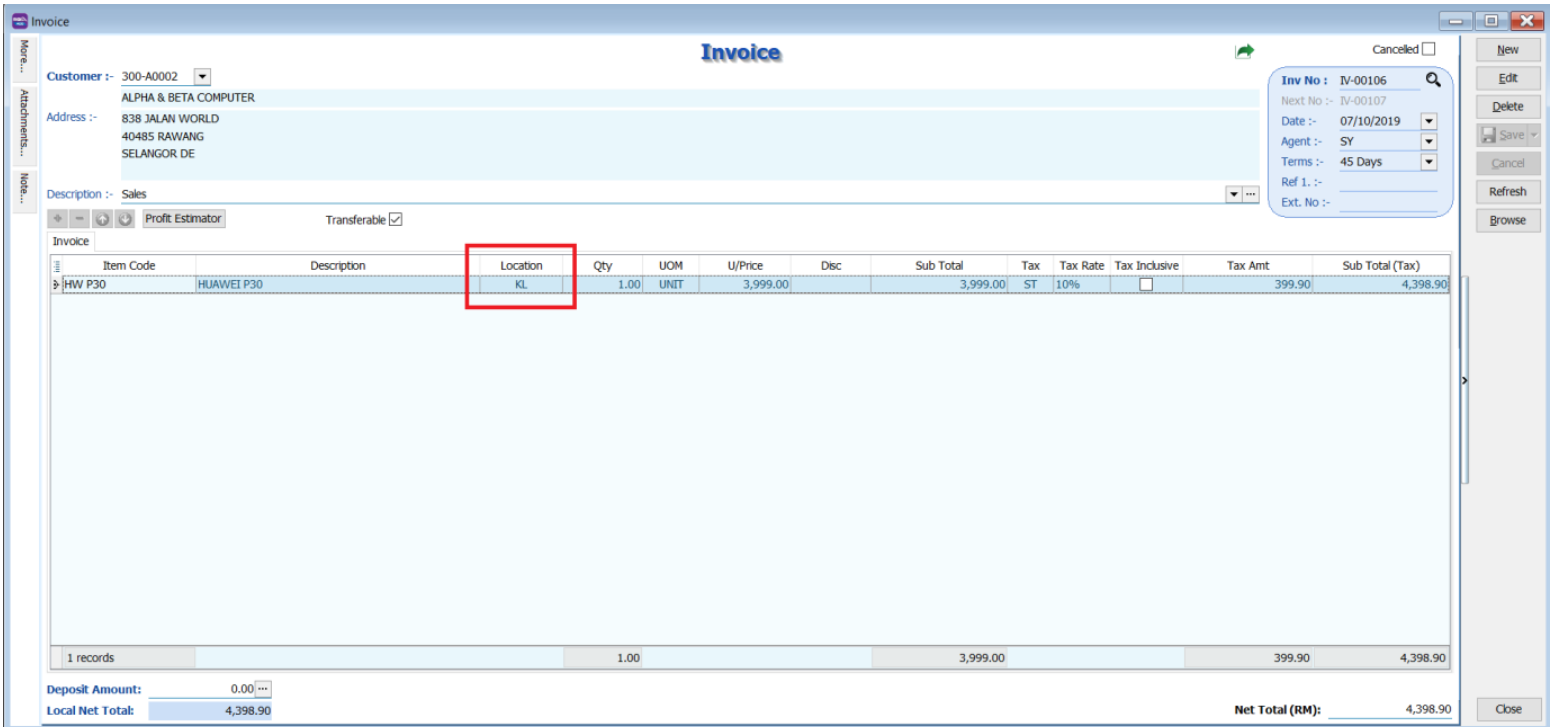 Invoice
More...
Attachments...
Note...
Invoice
Cancelled
Customer :- 300-A0002
ALPHA & BETA COMPUTER
Address :- 838 JALAN WORLD
40485 RAWANG
SELANGOR DE
Inv No : IV-00106
Next No :- IV-00107
Date :- 07/10/2019
Agent :- SY
Terms :- 45 Days
Ref 1. :-
Ext. No :-
Description :- Sales
Profit Estimator Transferable
Invoice
Item Code Description Location Qty UOM U/Price Disc Sub Total Tax Tax Rate Tax Inclusive Tax Amt Sub Total (Tax)
HW P30 HUAWEI P30 KL 1.00 UNIT 3,999.00 3,999.00 ST 10% 399.90 4,398.90
1 records 1.00 3,999.00 399.90 4,398.90
Deposit Amount: 0.00 ...
Local Net Total: 4,398.90
Net Total (RM): 4,398.90
New
Edit
Delete
Save
Cancel
Refresh
Browse
Close